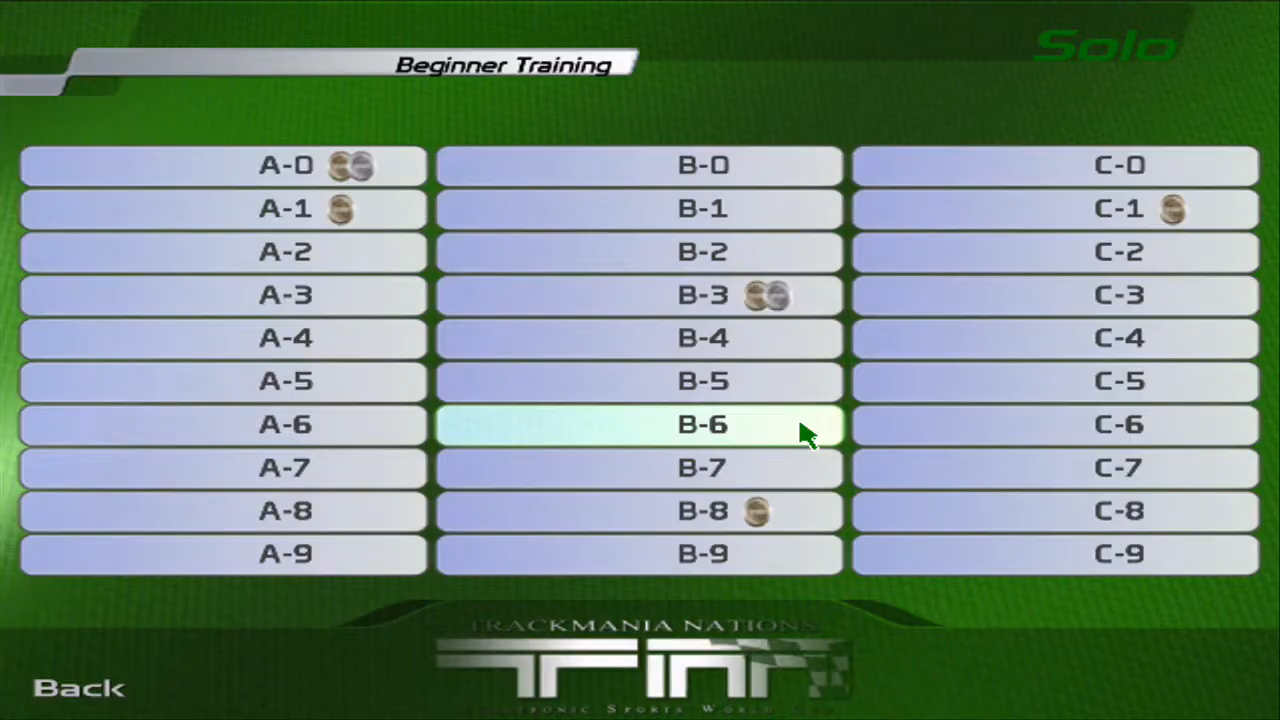 Solo
Beginner Training
A-0 B-0 C-0
A-1 B-1 C-1
A-2 B-2 C-2
A-3 B-3 C-3
A-4 B-4 C-4
A-5 B-5 C-5
A-6 B-6 C-6
A-7 B-7 C-7
A-8 B-8 C-8
A-9 B-9 C-9
TRACKMANIA NATIONS
Back